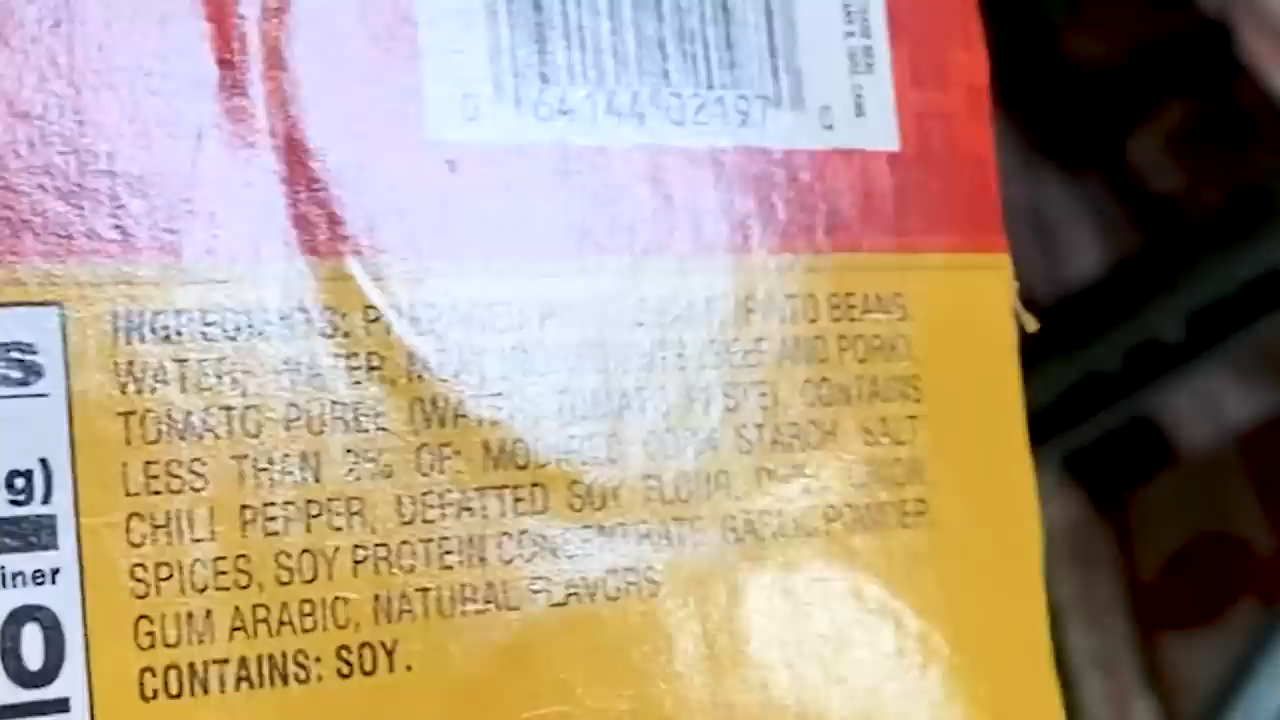 0 64144 02197 0
INGREDIENTS: PINTO BEANS,
WATER, WATER, BEEF AND PORK),
TOMATO PUREE (WATER, TOMATO PASTE), CONTAINS
LESS THAN 2% OF: MODIFIED CORN STARCH, SALT,
CHILI PEPPER, DEFATTED SOY FLOUR,
SPICES, SOY PROTEIN CONCENTRATE, GARLIC POWDER,
GUM ARABIC, NATURAL FLAVORS.
CONTAINS: SOY.
S
g)
iner
0